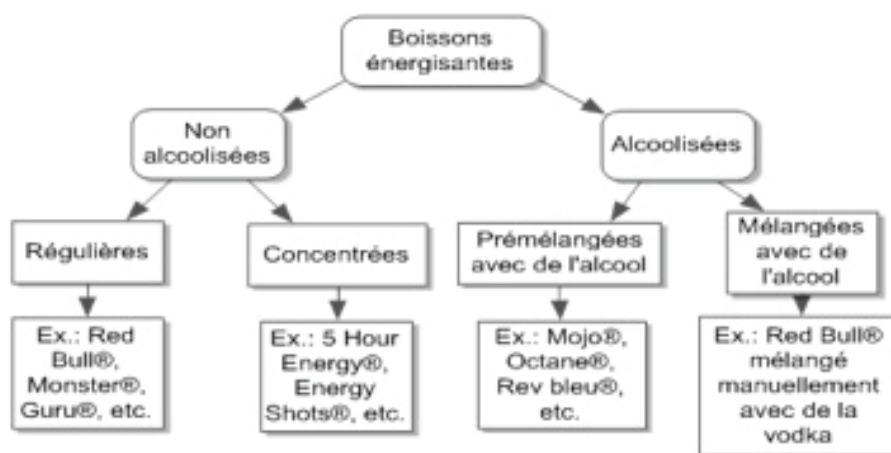 Boissons
énergisantes
Non
alcoolisées
Alcoolisées
Régulières
Concentrées
Prémélangées
avec de l'alcool
Mélangées
avec de
l'alcool
Ex.: Red
Bull®,
Monster®,
Guru®, etc.
Ex.: 5 Hour
Energy®,
Energy
Shots®, etc.
Ex.: Mojo®,
Octane®,
Rev bleu®,
etc.
Ex.: Red Bull®
mélangé
manuellement
avec de la
vodka